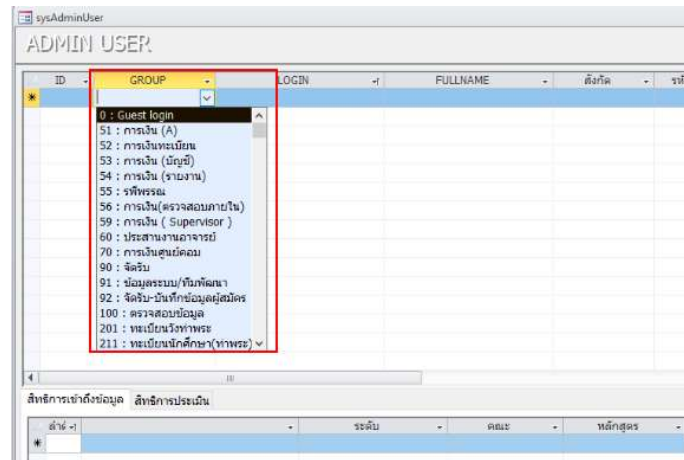 sysAdminUser
ADMIN USER
ID GROUP LOGIN FULLNAME สังกัด
0 : Guest login
51 : การเงิน (A)
52 : การเงินทะเบียน
53 : การเงิน (บัญชี)
54 : การเงิน (รายงาน)
55 : รพีพรรณ
56 : การเงิน(ตรวจสอบภายใน)
59 : การเงิน ( Supervisor )
60 : ประสานงานอาจารย์
70 : การเงินศูนย์คอม
90 : จัดรับ
91 : ข้อมูลระบบ/ทีมพัฒนา
92 : จัดรับ-บันทึกข้อมูลผู้สมัคร
100 : ตรวจสอบข้อมูล
201 : ทะเบียนวังท่าพระ
211 : ทะเบียนนักศึกษา(ท่าพระ)
สิทธิการเข้าถึงข้อมูล สิทธิการประเมิน
ระดับ คณะ หลักสูตร